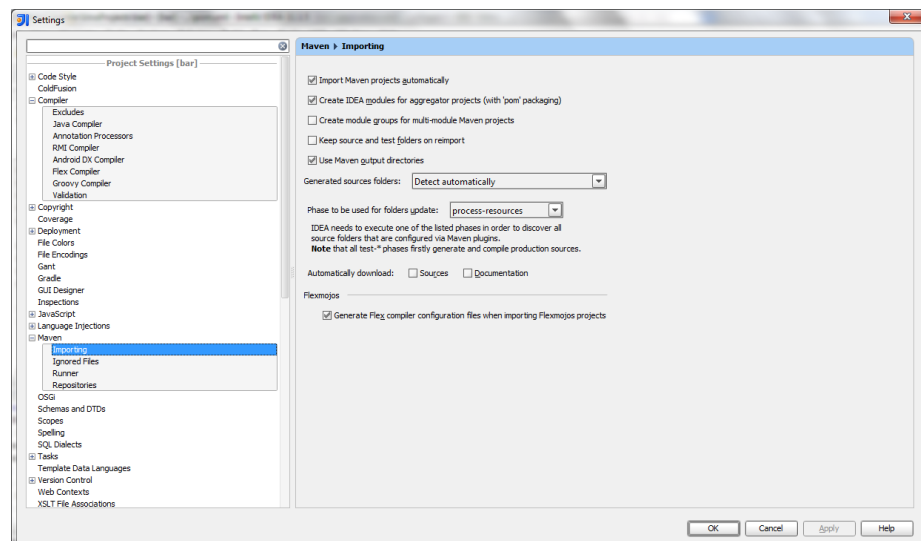 Settings
Project Settings [bar]
Code Style
ColdFusion
Compiler
Excludes
Java Compiler
Annotation Processors
RMI Compiler
Android DX Compiler
Flex Compiler
Groovy Compiler
Validation
Copyright
Coverage
Deployment
File Colors
File Encodings
Gant
Gradle
GUI Designer
Inspections
JavaScript
Language Injections
Maven
Importing
Ignored Files
Runner
Repositories
OSGi
Schemas and DTDs
Scopes
Spelling
SQL Dialects
Tasks
Template Data Languages
Version Control
Web Contexts
XSLT File Associations
Maven ▸ Importing
Import Maven projects automatically
Create IDEA modules for aggregator projects (with 'pom' packaging)
Create module groups for multi-module Maven projects
Keep source and test folders on reimport
Use Maven output directories
Generated sources folders: Detect automatically
Phase to be used for folders update: process-resources
IDEA needs to execute one of the listed phases in order to discover all
source folders that are configured via Maven plugins.
Note that all test-* phases firstly generate and compile production sources.
Automatically download: Sources Documentation
Flexmojos
Generate Flex compiler configuration files when importing Flexmojos projects
OK Cancel Apply Help